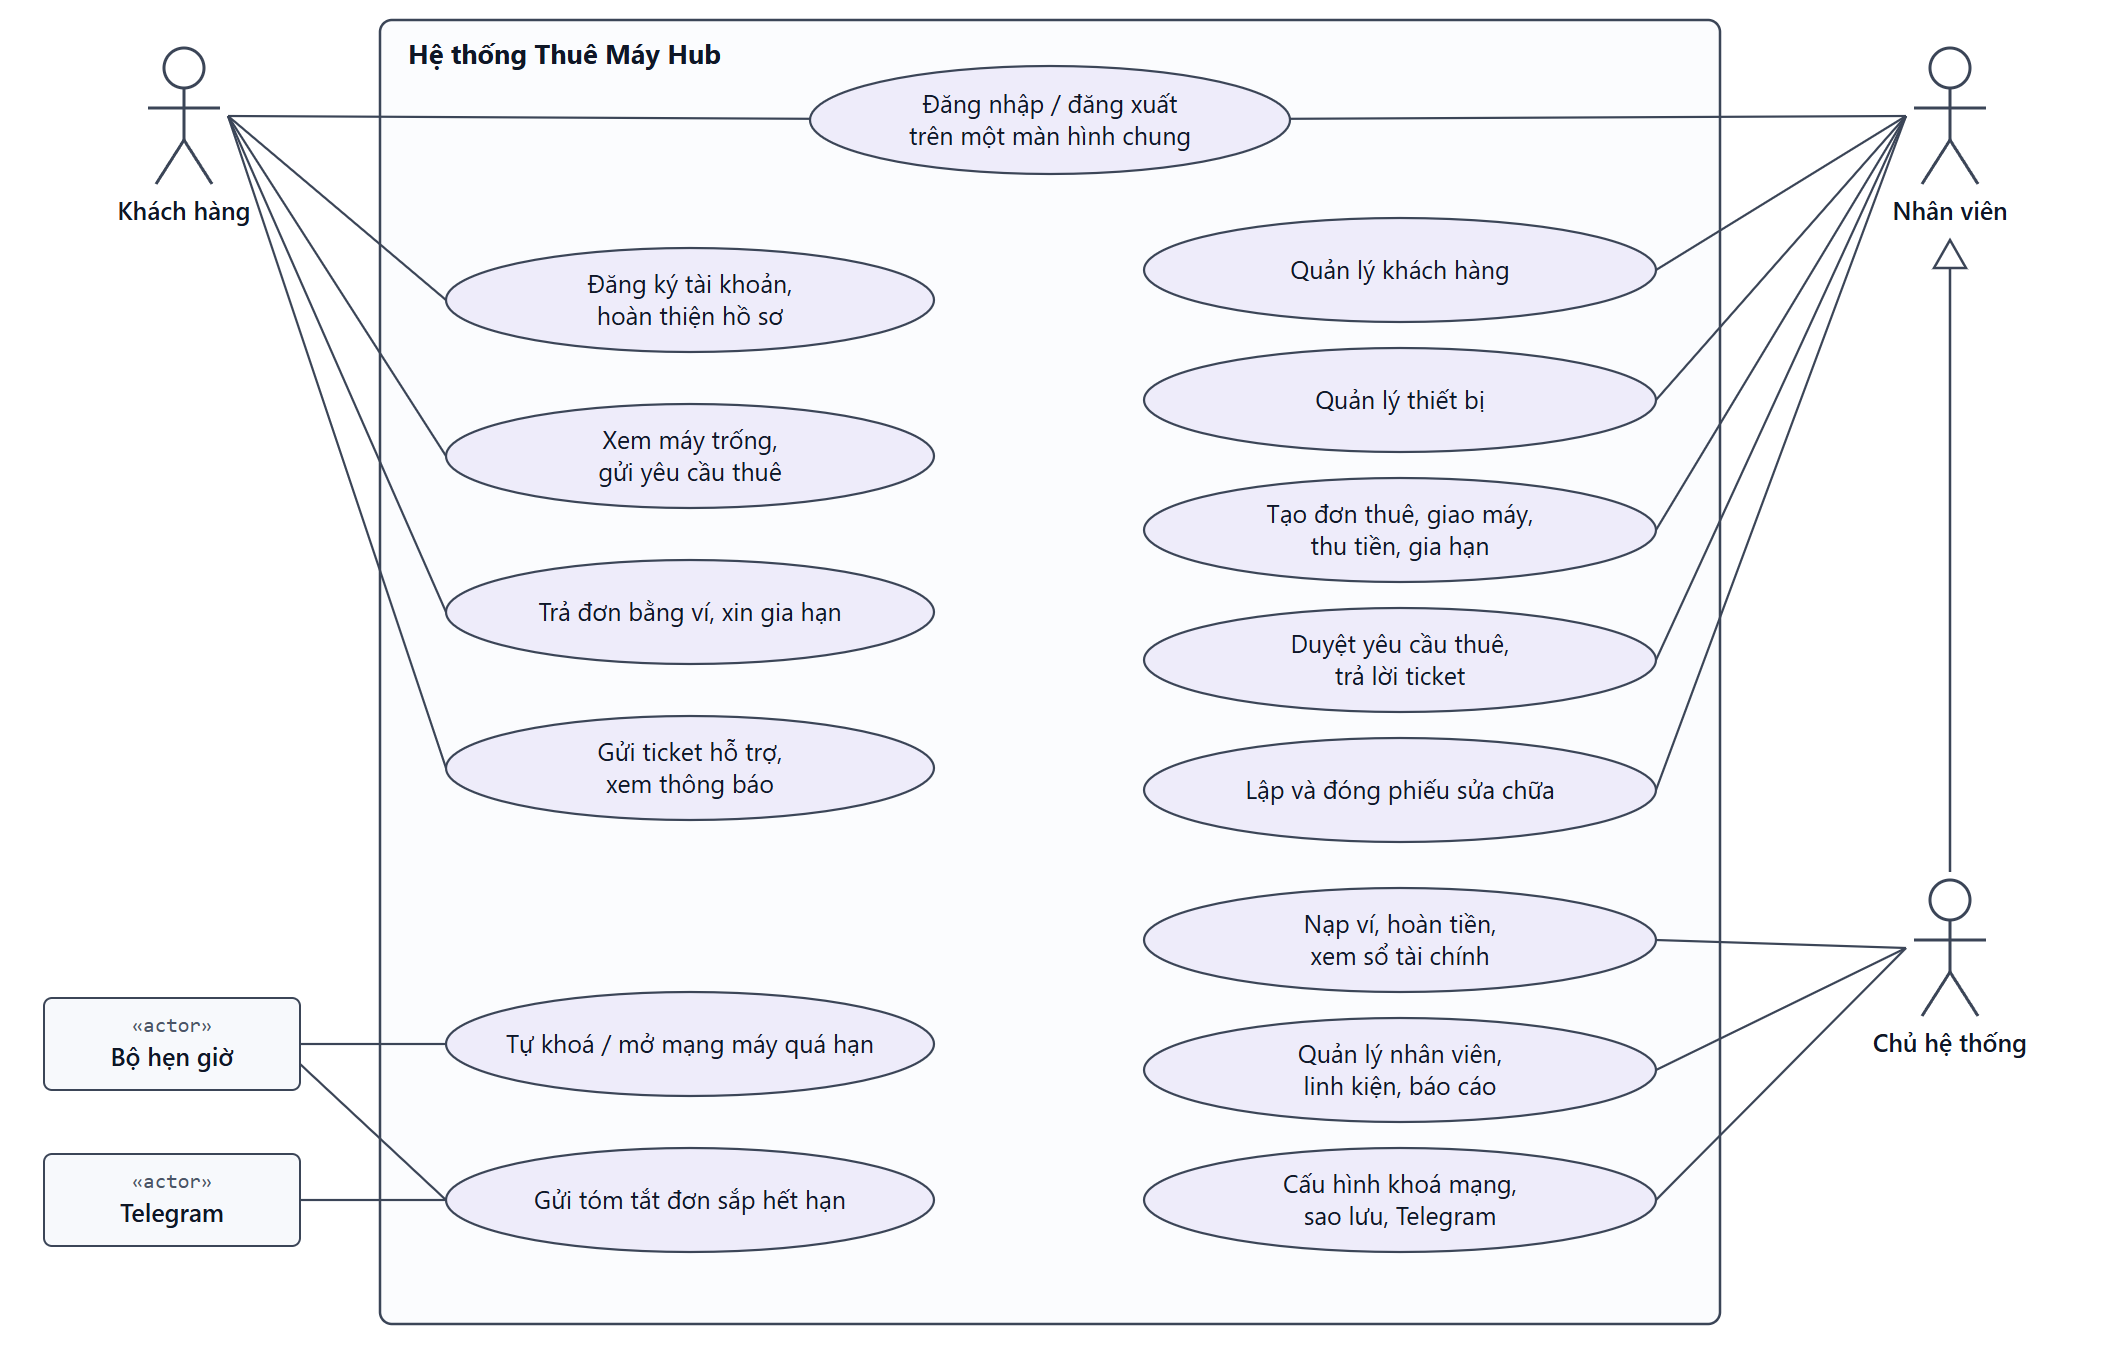 Hệ thống Thuê Máy Hub
Đăng nhập / đăng xuất
trên một màn hình chung
Khách hàng
Nhân viên
Đăng ký tài khoản,
hoàn thiện hồ sơ
Xem máy trống,
gửi yêu cầu thuê
Trả đơn bằng ví, xin gia hạn
Gửi ticket hỗ trợ,
xem thông báo
Quản lý khách hàng
Quản lý thiết bị
Tạo đơn thuê, giao máy,
thu tiền, gia hạn
Duyệt yêu cầu thuê,
trả lời ticket
Lập và đóng phiếu sửa chữa
Nạp ví, hoàn tiền,
xem sổ tài chính
Quản lý nhân viên,
linh kiện, báo cáo
Cấu hình khoá mạng,
sao lưu, Telegram
Chủ hệ thống
«actor»
Bộ hẹn giờ
Tự khoá / mở mạng máy quá hạn
«actor»
Telegram
Gửi tóm tắt đơn sắp hết hạn